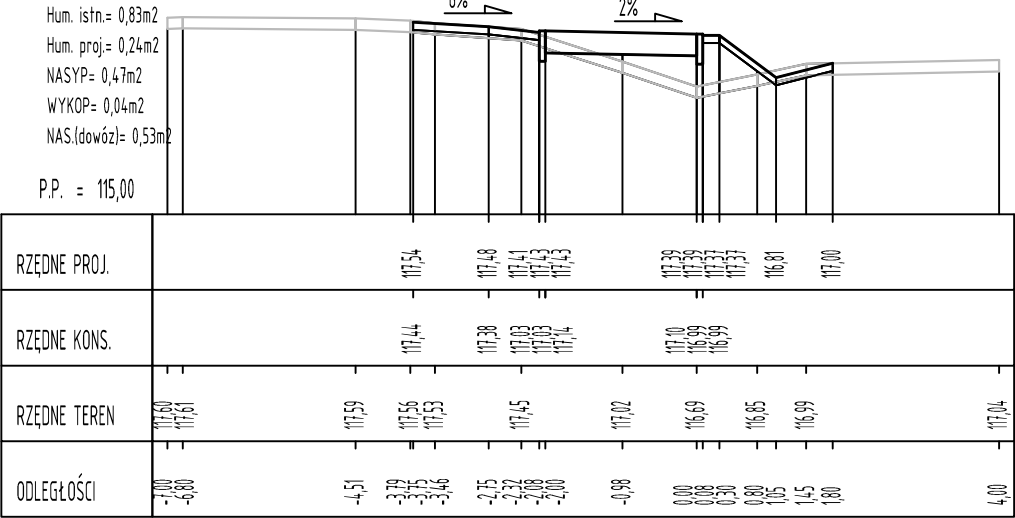 6%
2%
Hum. istn.= 0,83m2
Hum. proj.= 0,24m2
NASYP= 0,47m2
WYKOP= 0,04m2
NAS.(dowóz)= 0,53m2
P.P. = 115,00
RZĘDNE PROJ. 117,54 117,48 117,41 117,43 117,43 117,39 117,39 117,37 117,37 116,81 117,00
RZĘDNE KONS. 117,44 117,38 117,03 117,03 117,14 117,10 116,99 116,99
RZĘDNE TEREN 117,60 117,61 117,59 117,56 117,53 117,45 117,02 116,69 116,85 116,99 117,04
ODLEGŁOŚCI -7,00 -6,80 -4,51 -3,79 -3,75 -3,46 -2,75 -2,32 -2,08 -2,00 -0,98 0,00 0,08 0,30 0,80 1,05 1,45 1,80 4,00